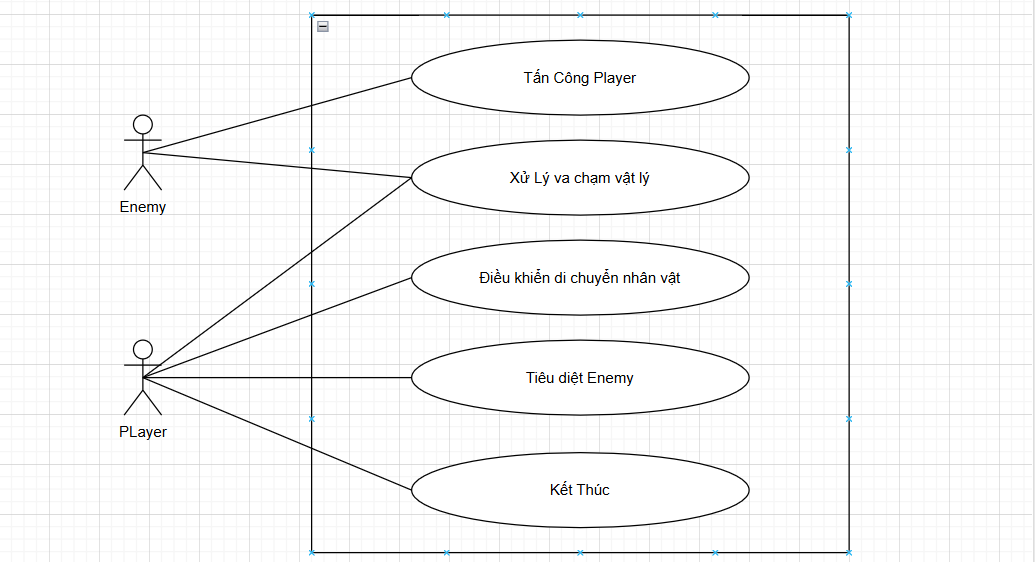 Tấn Công Player
Xử Lý va chạm vật lý
Enemy
Điều khiển di chuyển nhân vật
Tiêu diệt Enemy
PLayer
Kết Thúc